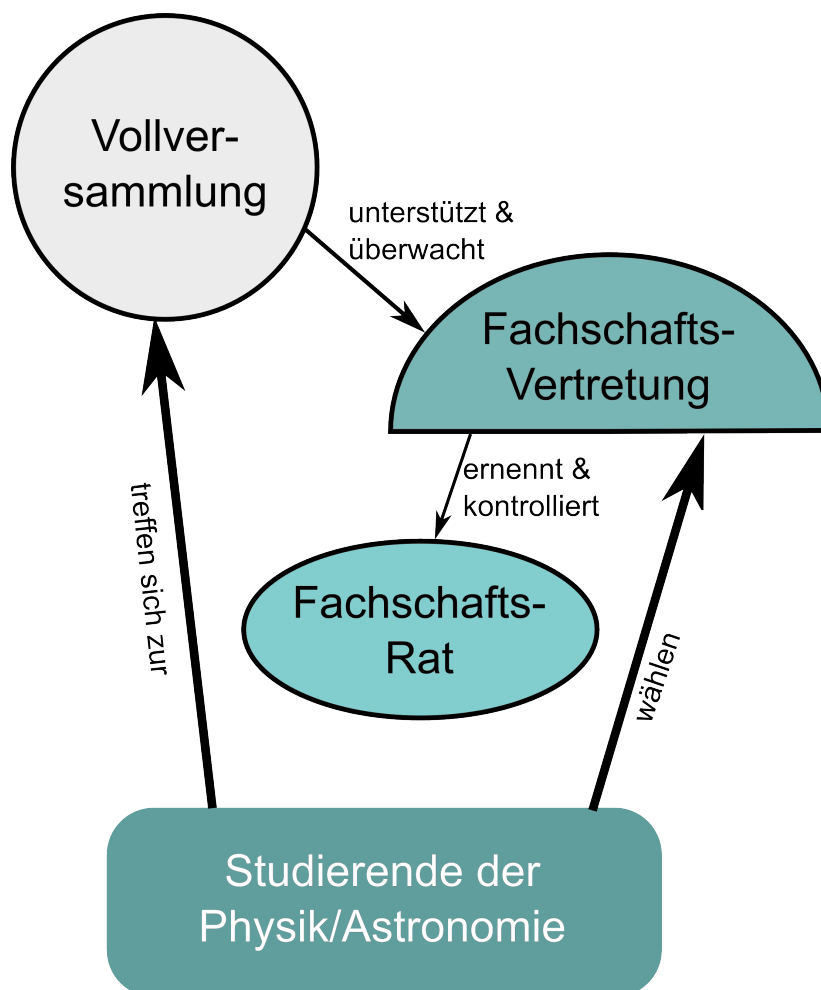 Vollver-
sammlung
unterstützt &
überwacht
Fachschafts-
Vertretung
ernennt &
kontrolliert
treffen sich zur
Fachschafts-
Rat
wählen
Studierende der
Physik/Astronomie